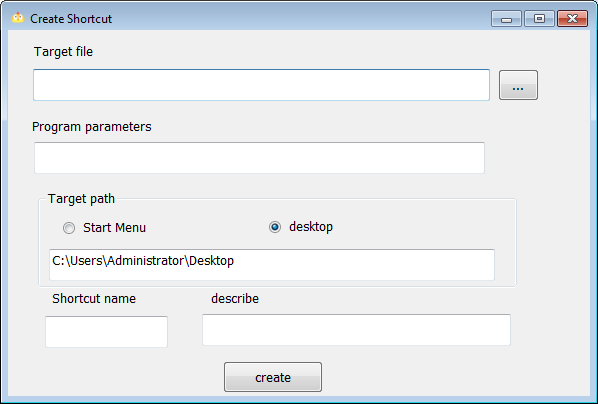 Create Shortcut
Target file
...
Program parameters
Target path
Start Menu
desktop
C:\Users\Administrator\Desktop
Shortcut name
describe
create